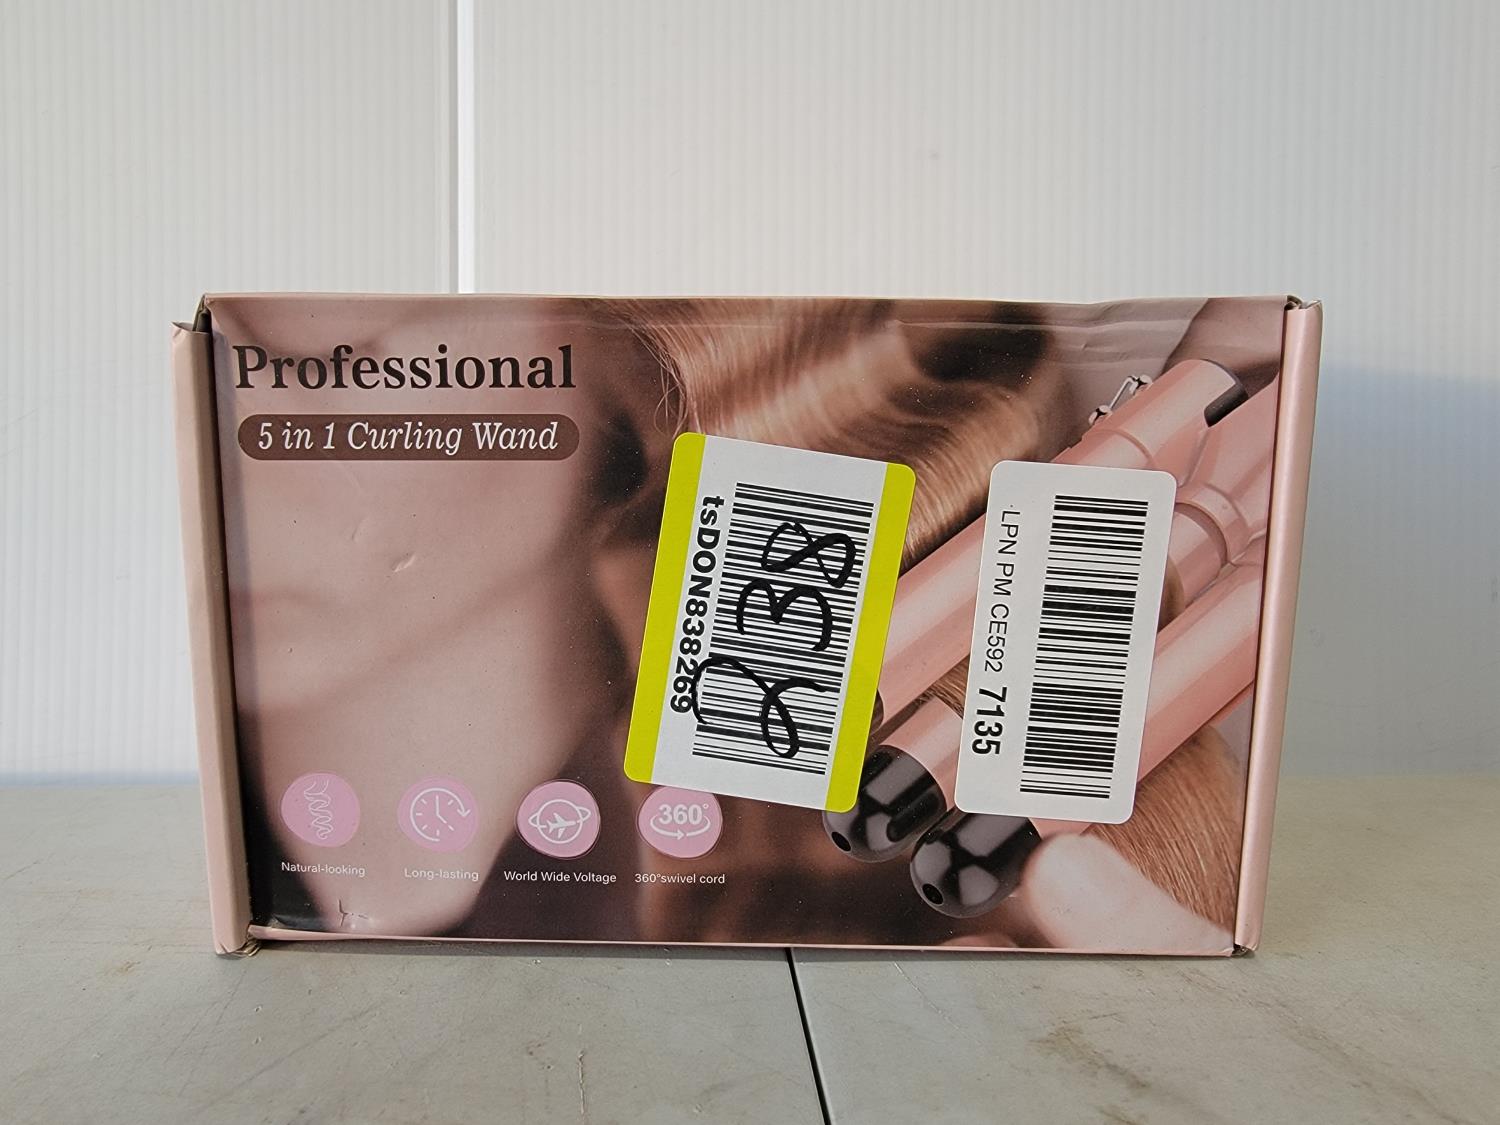 Professional
5 in 1 Curling Wand
tsDON838269
2138
LPN PM CE592 7135
360°
Natural-looking
Long-lasting
World Wide Voltage
360°swivel cord